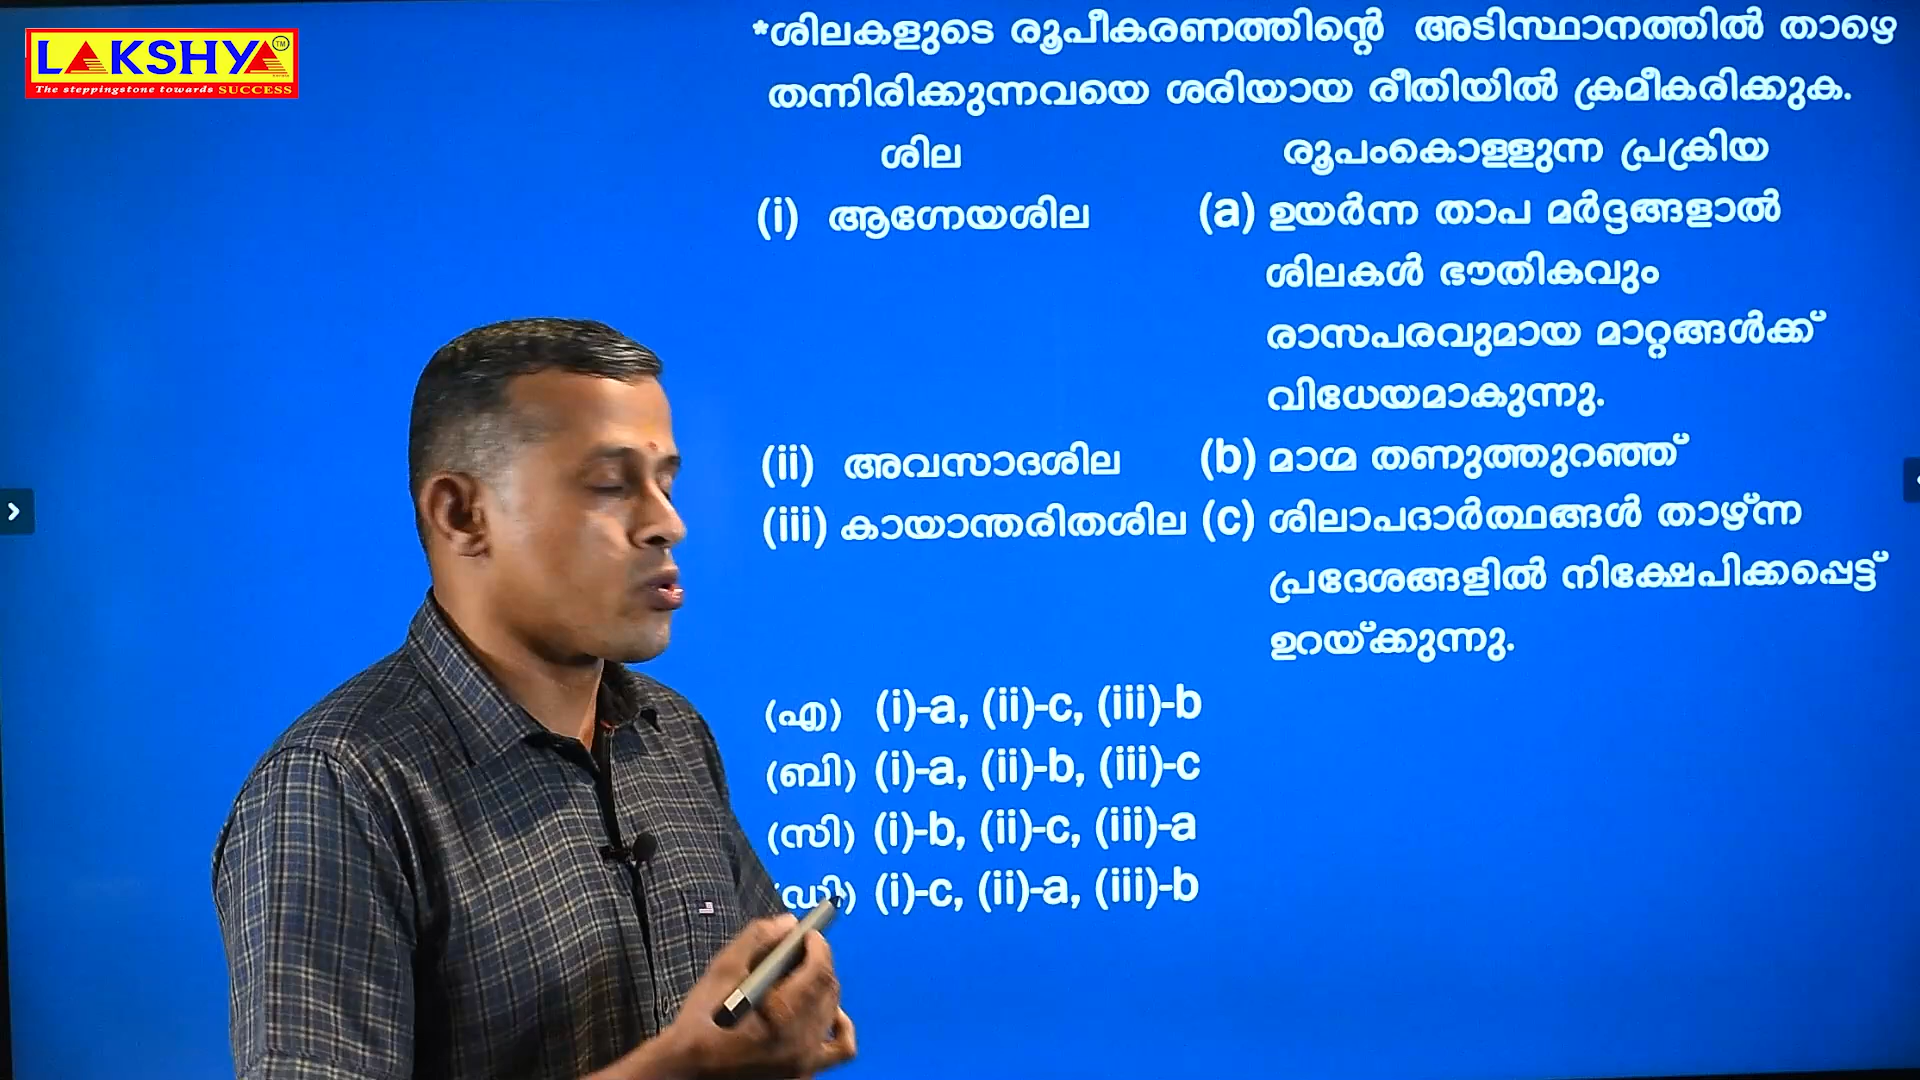 LAKSHYA TM
The steppingstone towards SUCCESS
*ശിലകളുടെ രൂപീകരണത്തിന്റെ അടിസ്ഥാനത്തിൽ താഴെ
തന്നിരിക്കുന്നവയെ ശരിയായ രീതിയിൽ ക്രമീകരിക്കുക.
ശില രൂപംകൊള്ളുന്ന പ്രക്രിയ
(i) ആഗ്നേയശില (a) ഉയർന്ന താപ മർദ്ദങ്ങളാൽ
ശിലകൾ ഭൗതികവും
രാസപരവുമായ മാറ്റങ്ങൾക്ക്
വിധേയമാകുന്നു.
(ii) അവസാദശില (b) മാഗ്മ തണുത്തുറഞ്ഞ്
(iii) കായാന്തരിതശില (c) ശിലാപദാർത്ഥങ്ങൾ താഴ്ന്ന
പ്രദേശങ്ങളിൽ നിക്ഷേപിക്കപ്പെട്ട്
ഉറയ്ക്കുന്നു.
(എ) (i)-a, (ii)-c, (iii)-b
(ബി) (i)-a, (ii)-b, (iii)-c
(സി) (i)-b, (ii)-c, (iii)-a
(ഡി) (i)-c, (ii)-a, (iii)-b